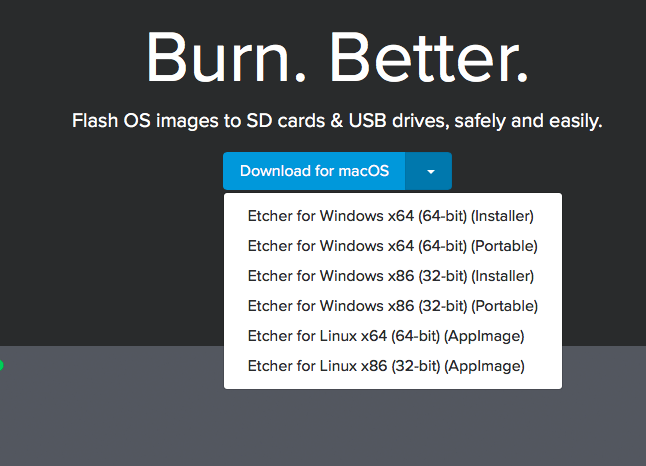 Burn. Better.
Flash OS images to SD cards & USB drives, safely and easily.
Download for macOS
Etcher for Windows x64 (64-bit) (Installer)
Etcher for Windows x64 (64-bit) (Portable)
Etcher for Windows x86 (32-bit) (Installer)
Etcher for Windows x86 (32-bit) (Portable)
Etcher for Linux x64 (64-bit) (AppImage)
Etcher for Linux x86 (32-bit) (AppImage)